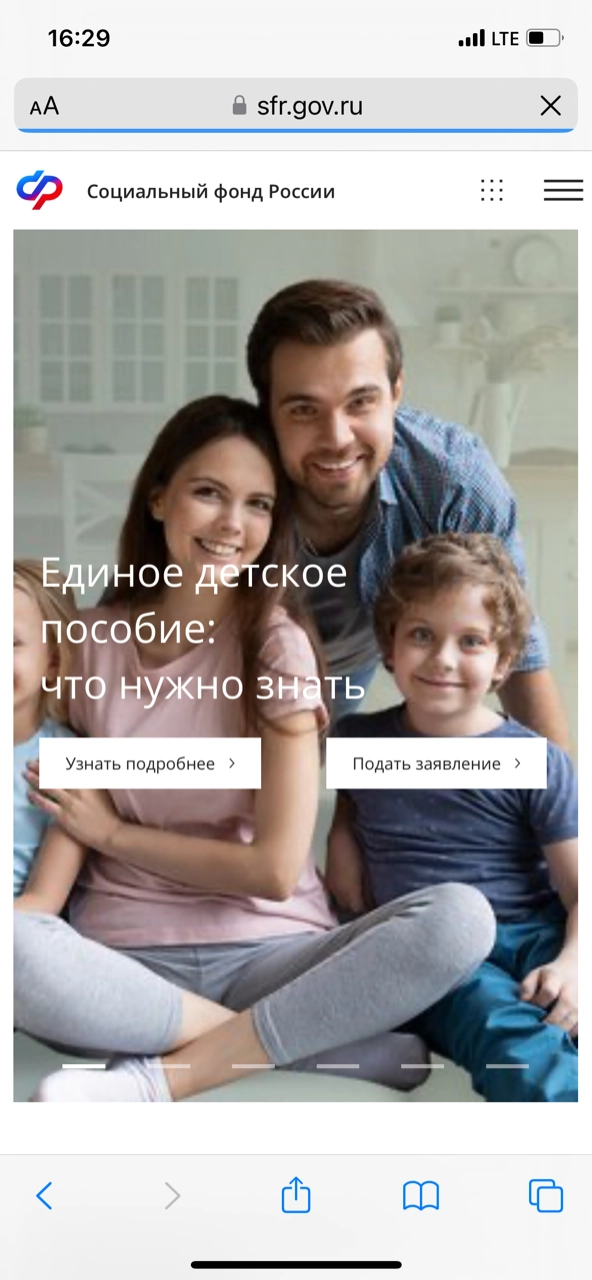 16:29
LTE
AA
sfr.gov.ru
Социальный фонд России
Единое детское
пособие:
что нужно знать
Узнать подробнее
Подать заявление